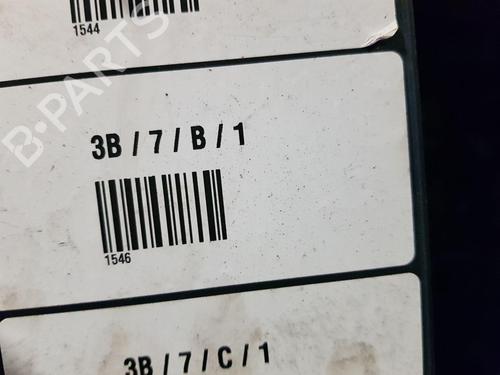 1544
B-PARTS
3B / 7 / B / 1
1546
3B / 7 / C / 1